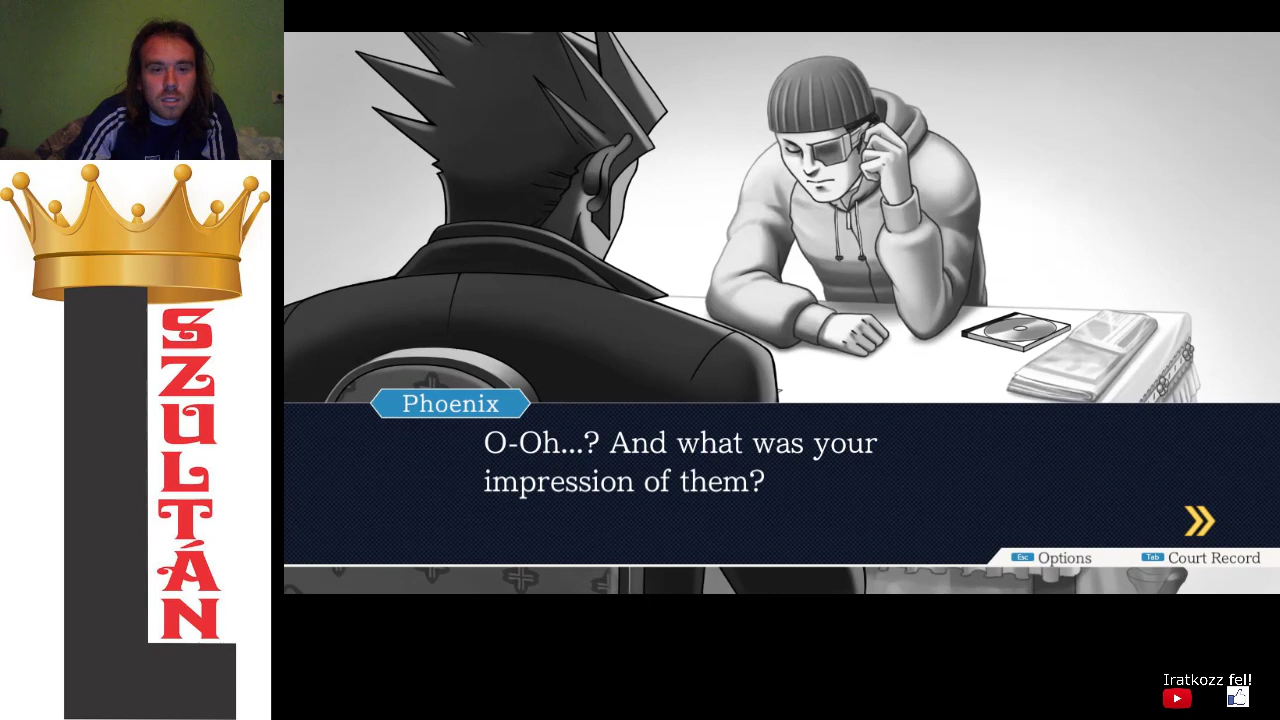 L
SZULTÁN
Phoenix
O-Oh...? And what was your
impression of them?
Esc Options
Tab Court Record
Iratkozz fel!